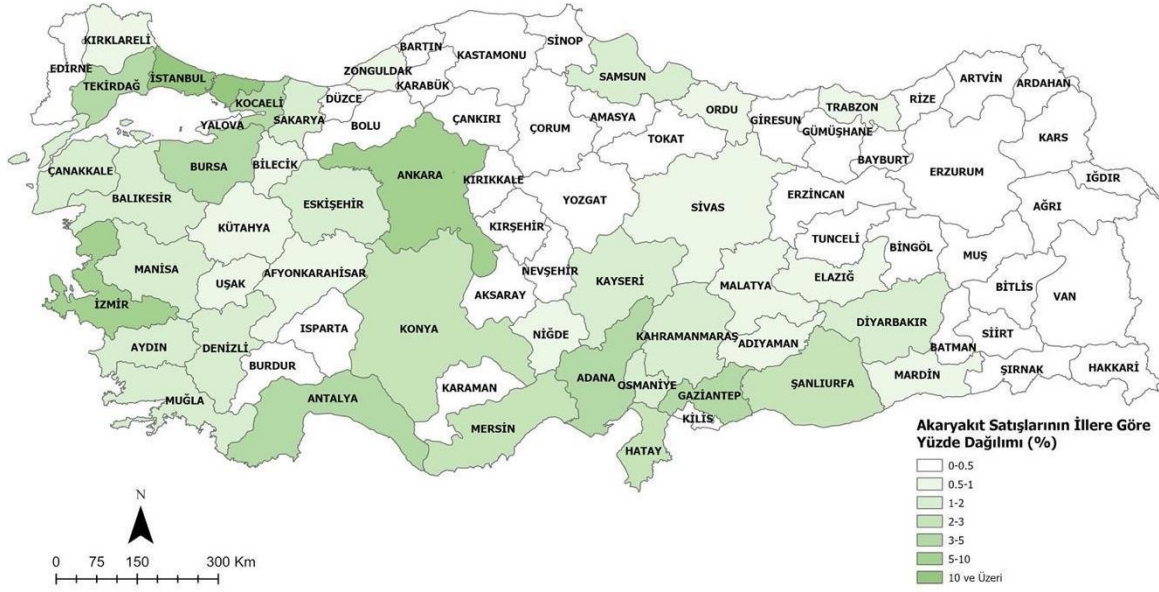 KIRKLARELİ
EDİRNE
TEKİRDAĞ
İSTANBUL
KOCAELİ
YALOVA
SAKARYA
DÜZCE
ZONGULDAK
BARTIN
KARABÜK
KASTAMONU
SİNOP
BOLU
ÇANKIRI
ÇORUM
SAMSUN
AMASYA
TOKAT
ORDU
GİRESUN
GÜMÜŞHANE
TRABZON
BAYBURT
RİZE
ARTVİN
ARDAHAN
KARS
IĞDIR
AĞRI
ERZURUM
ERZİNCAN
ÇANAKKALE
BALIKESİR
BURSA
BİLECİK
ESKİŞEHİR
KÜTAHYA
ANKARA
KIRIKKALE
KIRŞEHİR
YOZGAT
SİVAS
TUNCELİ
BİNGÖL
MUŞ
BİTLİS
VAN
MANİSA
UŞAK
AFYONKARAHİSAR
İZMİR
AYDIN
DENİZLİ
ISPARTA
BURDUR
MUĞLA
ANTALYA
KONYA
AKSARAY
NEVŞEHİR
KAYSERİ
NİĞDE
KARAMAN
MERSİN
ADANA
OSMANİYE
HATAY
KAHRAMANMARAŞ
MALATYA
ELAZIĞ
ADIYAMAN
GAZİANTEP
KİLİS
ŞANLIURFA
DİYARBAKIR
BATMAN
MARDİN
SİİRT
ŞIRNAK
HAKKARİ
Akaryakıt Satışlarının İllere Göre
Yüzde Dağılımı (%)
0-0.5
0.5-1
1-2
2-3
3-5
5-10
10 ve Üzeri
N
0 75 150 300 Km